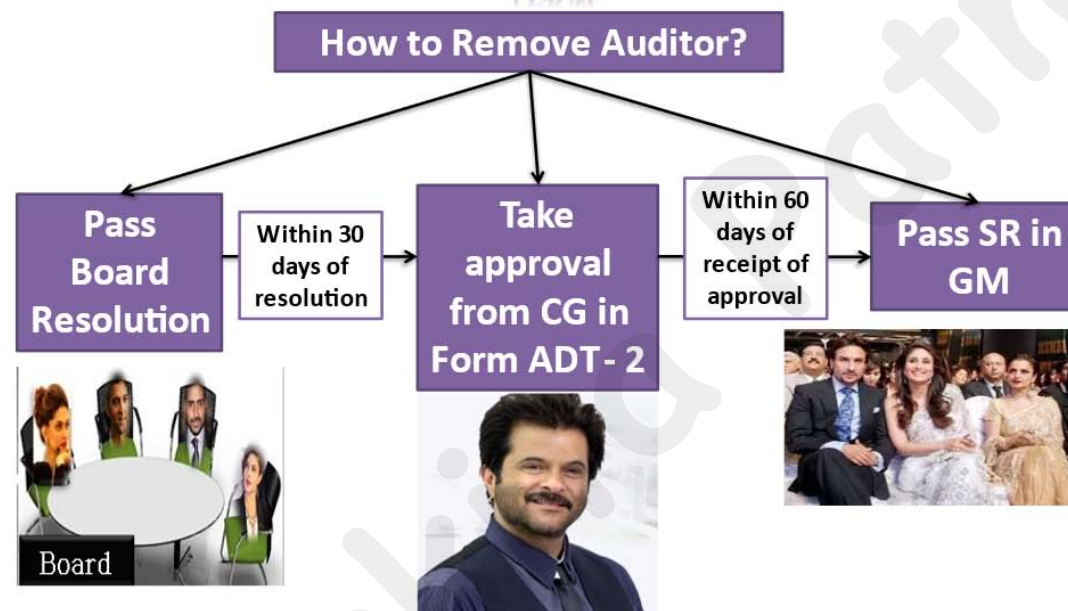 How to Remove Auditor?
Pass
Board
Resolution
Within 30
days of
resolution
Take
approval
from CG in
Form ADT- 2
Within 60
days of
receipt of
approval
Pass SR in
GM
Board